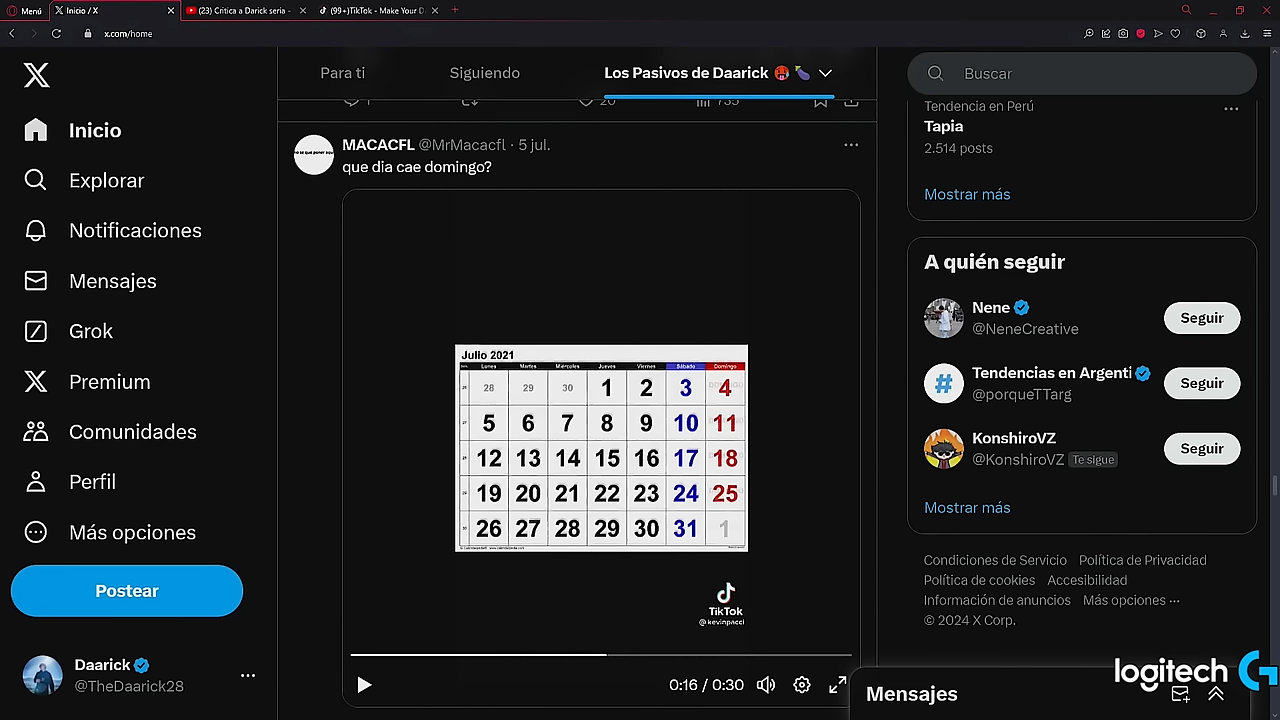 Menú
Inicio / X
(23) Critica a Darick seria -
(99+)TikTok - Make Your D
x.com/home
Inicio
Explorar
Notificaciones
Mensajes
Grok
Premium
Comunidades
Perfil
Más opciones
Postear
Daarick
@TheDaarick28
Para ti
Siguiendo
Los Pasivos de Daarick
1
20
735
MACACFL @MrMacacfl · 5 jul.
que dia cae domingo?
Julio 2021
Lunes Martes Miércoles Jueves Viernes Sábado Domingo
28 29 30 1 2 3 4
5 6 7 8 9 10 11
12 13 14 15 16 17 18
19 20 21 22 23 24 25
26 27 28 29 30 31 1
TikTok
@kevinpacci
0:16 / 0:30
Buscar
Tendencia en Perú
Tapia
2.514 posts
Mostrar más
A quién seguir
Nene
@NeneCreative
Seguir
Tendencias en Argenti
@porqueTTarg
Seguir
KonshiroVZ
@KonshiroVZ Te sigue
Seguir
Mostrar más
Condiciones de Servicio Política de Privacidad
Política de cookies Accesibilidad
Información de anuncios Más opciones ···
© 2024 X Corp.
logitech G
Mensajes